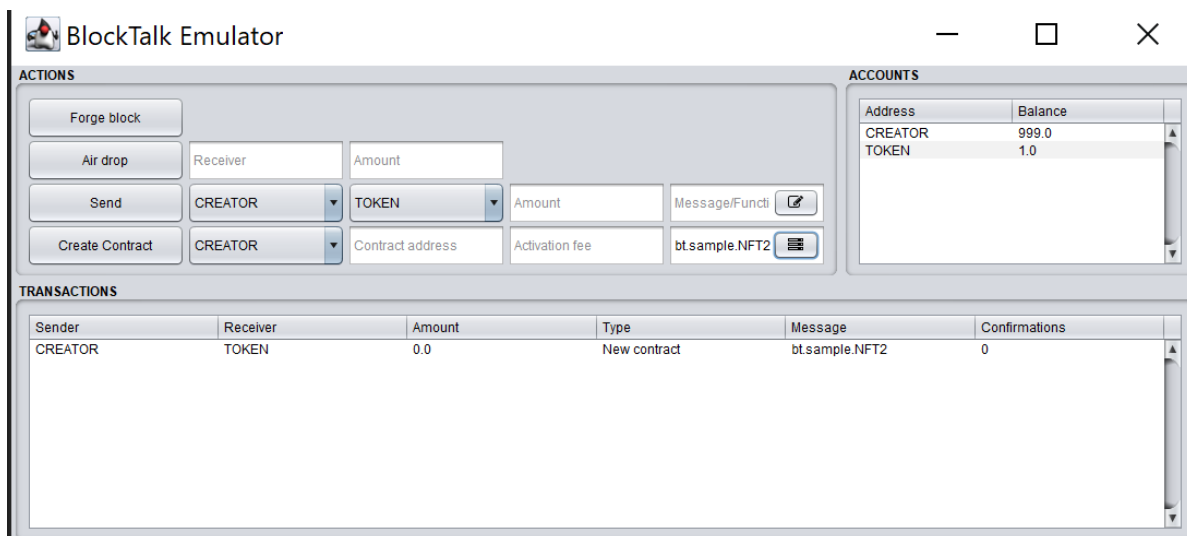 BlockTalk Emulator
ACTIONS
Forge block
Air drop Receiver Amount
Send CREATOR TOKEN Amount Message/Functi
Create Contract CREATOR Contract address Activation fee bt.sample.NFT2
ACCOUNTS
Address Balance
CREATOR 999.0
TOKEN 1.0
TRANSACTIONS
Sender Receiver Amount Type Message Confirmations
CREATOR TOKEN 0.0 New contract bt.sample.NFT2 0